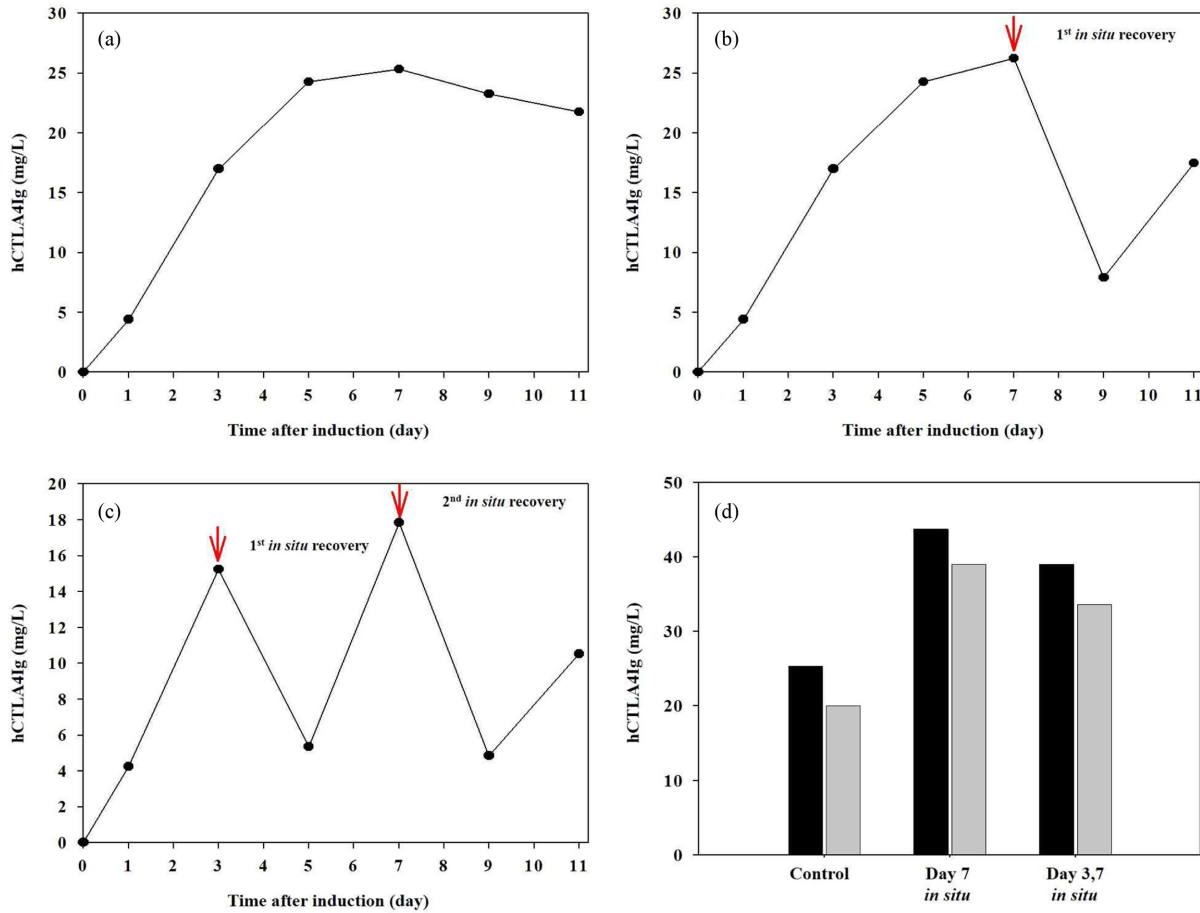 (a)
30
25
20
15
10
5
0
hCTLA4Ig (mg/L)
0 1 2 3 4 5 6 7 8 9 10 11
Time after induction (day)
(b)
1st in situ recovery
30
25
20
15
10
5
0
hCTLA4Ig (mg/L)
0 1 2 3 4 5 6 7 8 9 10 11
Time after induction (day)
(c)
2nd in situ recovery
1st in situ recovery
20
18
16
14
12
10
8
6
4
2
0
hCTLA4Ig (mg/L)
0 1 2 3 4 5 6 7 8 9 10 11
Time after induction (day)
(d)
50
40
30
20
10
0
hCTLA4Ig (mg/L)
Control Day 7 Day 3,7
in situ in situ